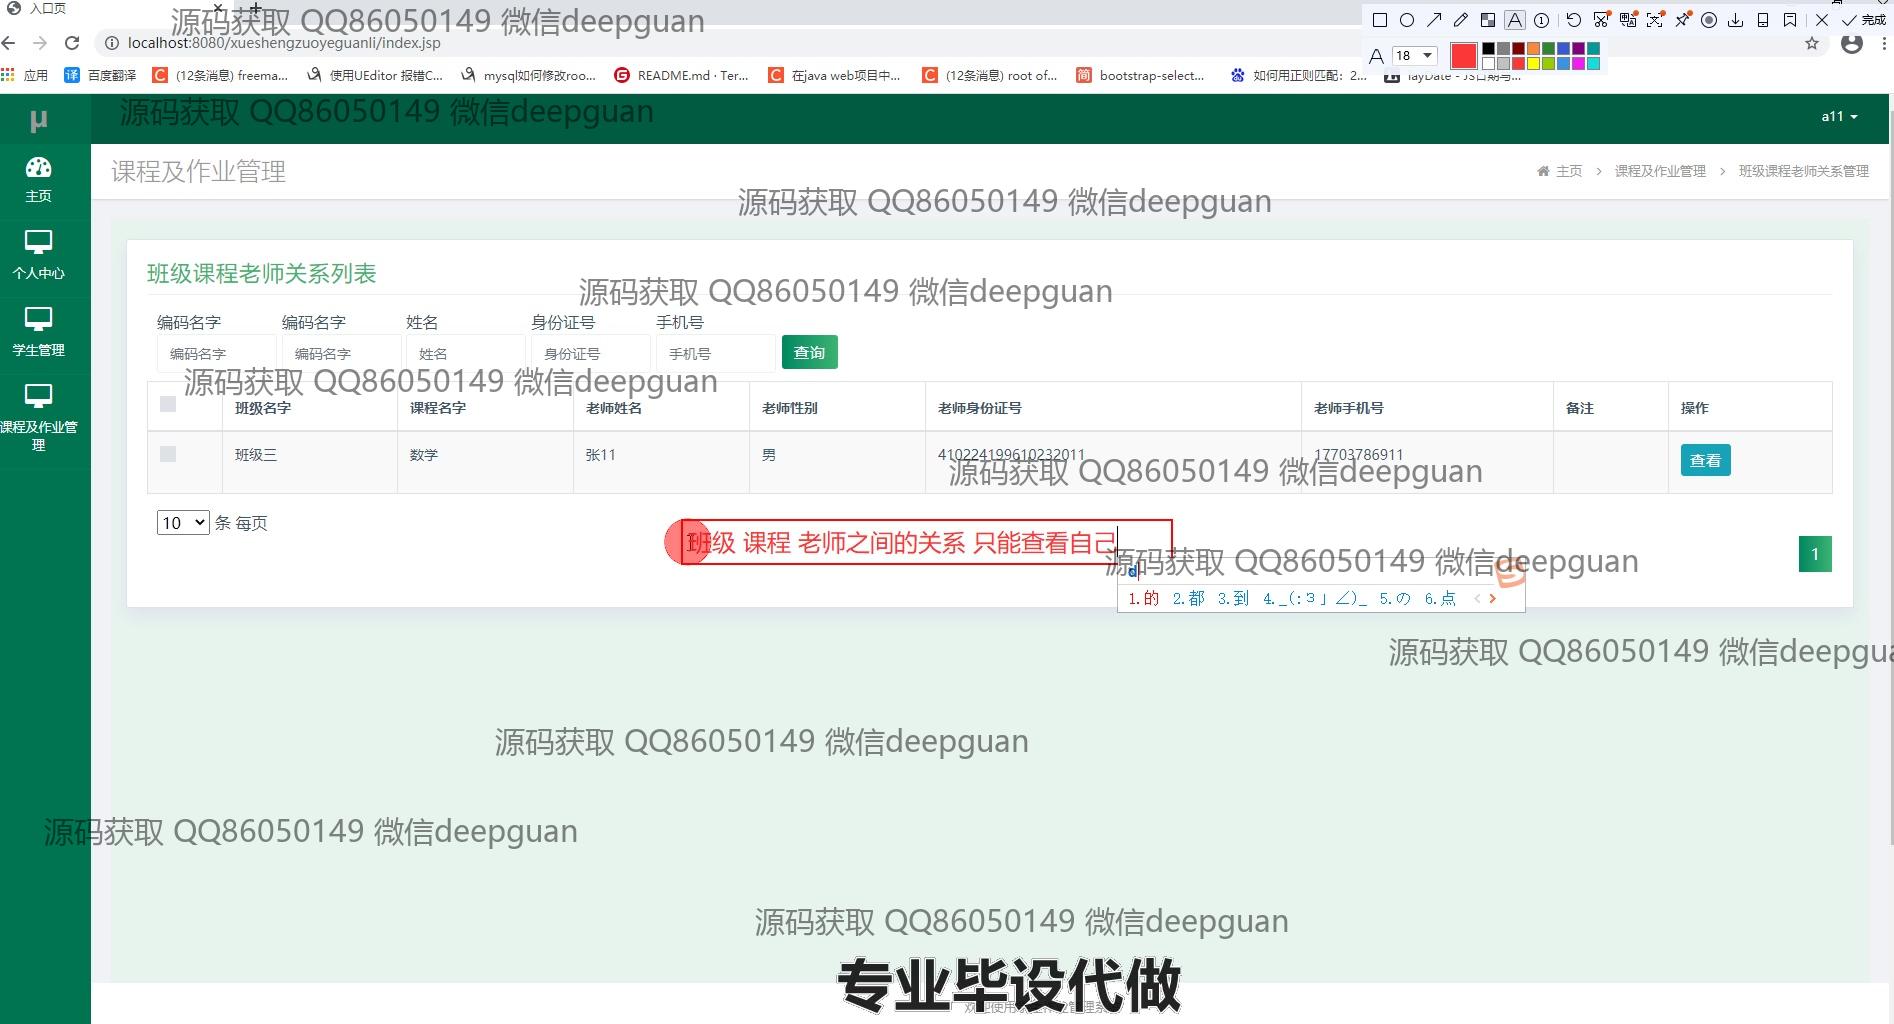 入口页
源码获取 QQ86050149 微信deepguan
完成
localhost:8080/xueshengzuoyeguanli/index.jsp
A 18
应用 百度翻译 (12条消息) freema... 使用UEditor 报错C... mysql如何修改roo... README.md · Ter... 在java web项目中... (12条消息) root of... bootstrap-select... 如何用正则匹配：2... layDate - JS日期与...
μ
源码获取 QQ86050149 微信deepguan
a11
主页
个人中心
学生管理
课程及作业管
理
课程及作业管理
主页 > 课程及作业管理 > 班级课程老师关系管理
源码获取 QQ86050149 微信deepguan
班级课程老师关系列表
源码获取 QQ86050149 微信deepguan
编码名字 编码名字 姓名 身份证号 手机号
编码名字 编码名字 姓名 身份证号 手机号 查询
源码获取 QQ86050149 微信deepguan
班级名字 课程名字 老师姓名 老师性别 老师身份证号 老师手机号 备注 操作
班级三 数学 张11 男 410224199610232011 17703786911 查看
源码获取 QQ86050149 微信deepguan
10 条 每页
班级 课程 老师之间的关系 只能查看自己
1
源码获取 QQ86050149 微信deepguan
d
1.的 2.都 3.到 4._(:3」∠)_ 5.の 6.点
源码获取 QQ86050149 微信deepgua
源码获取 QQ86050149 微信deepguan
源码获取 QQ86050149 微信deepguan
源码获取 QQ86050149 微信deepguan
专业毕设代做